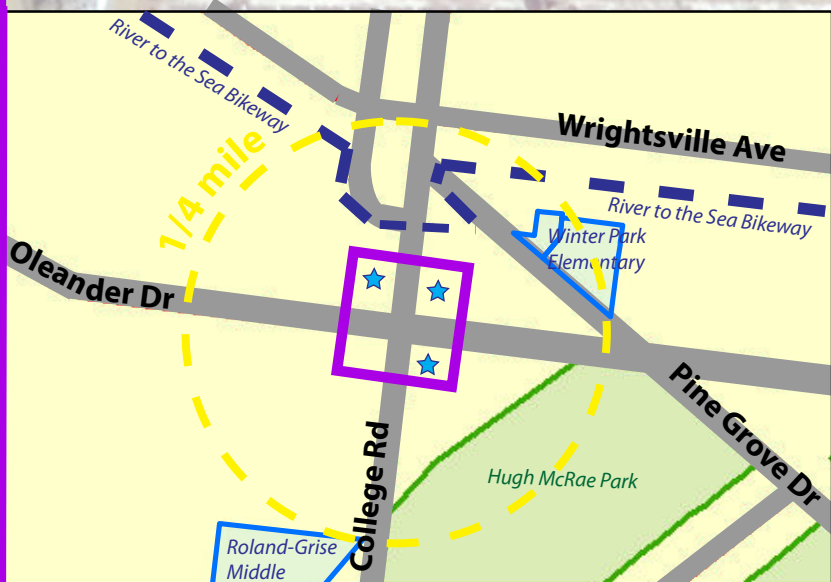 River to the Sea Bikeway
Wrightsville Ave
1/4 mile
River to the Sea Bikeway
Winter Park
Elementary
Oleander Dr
Pine Grove Dr
College Rd
Hugh McRae Park
Roland-Grise
Middle